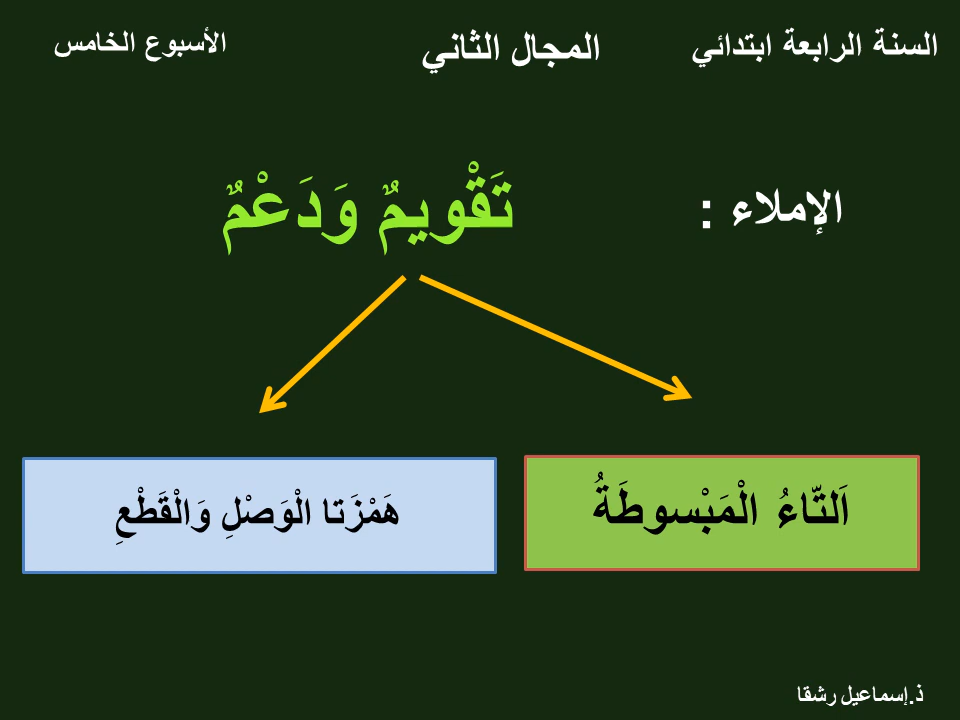 السنة الرابعة ابتدائي
المجال الثاني
الأسبوع الخامس
الإملاء :
تَقْويمٌ وَدَعْمٌ
اَلتّاءُ الْمَبْسوطَةُ
هَمْزَتا الْوَصْلِ وَالْقَطْعِ
ذ.إسماعيل رشقا